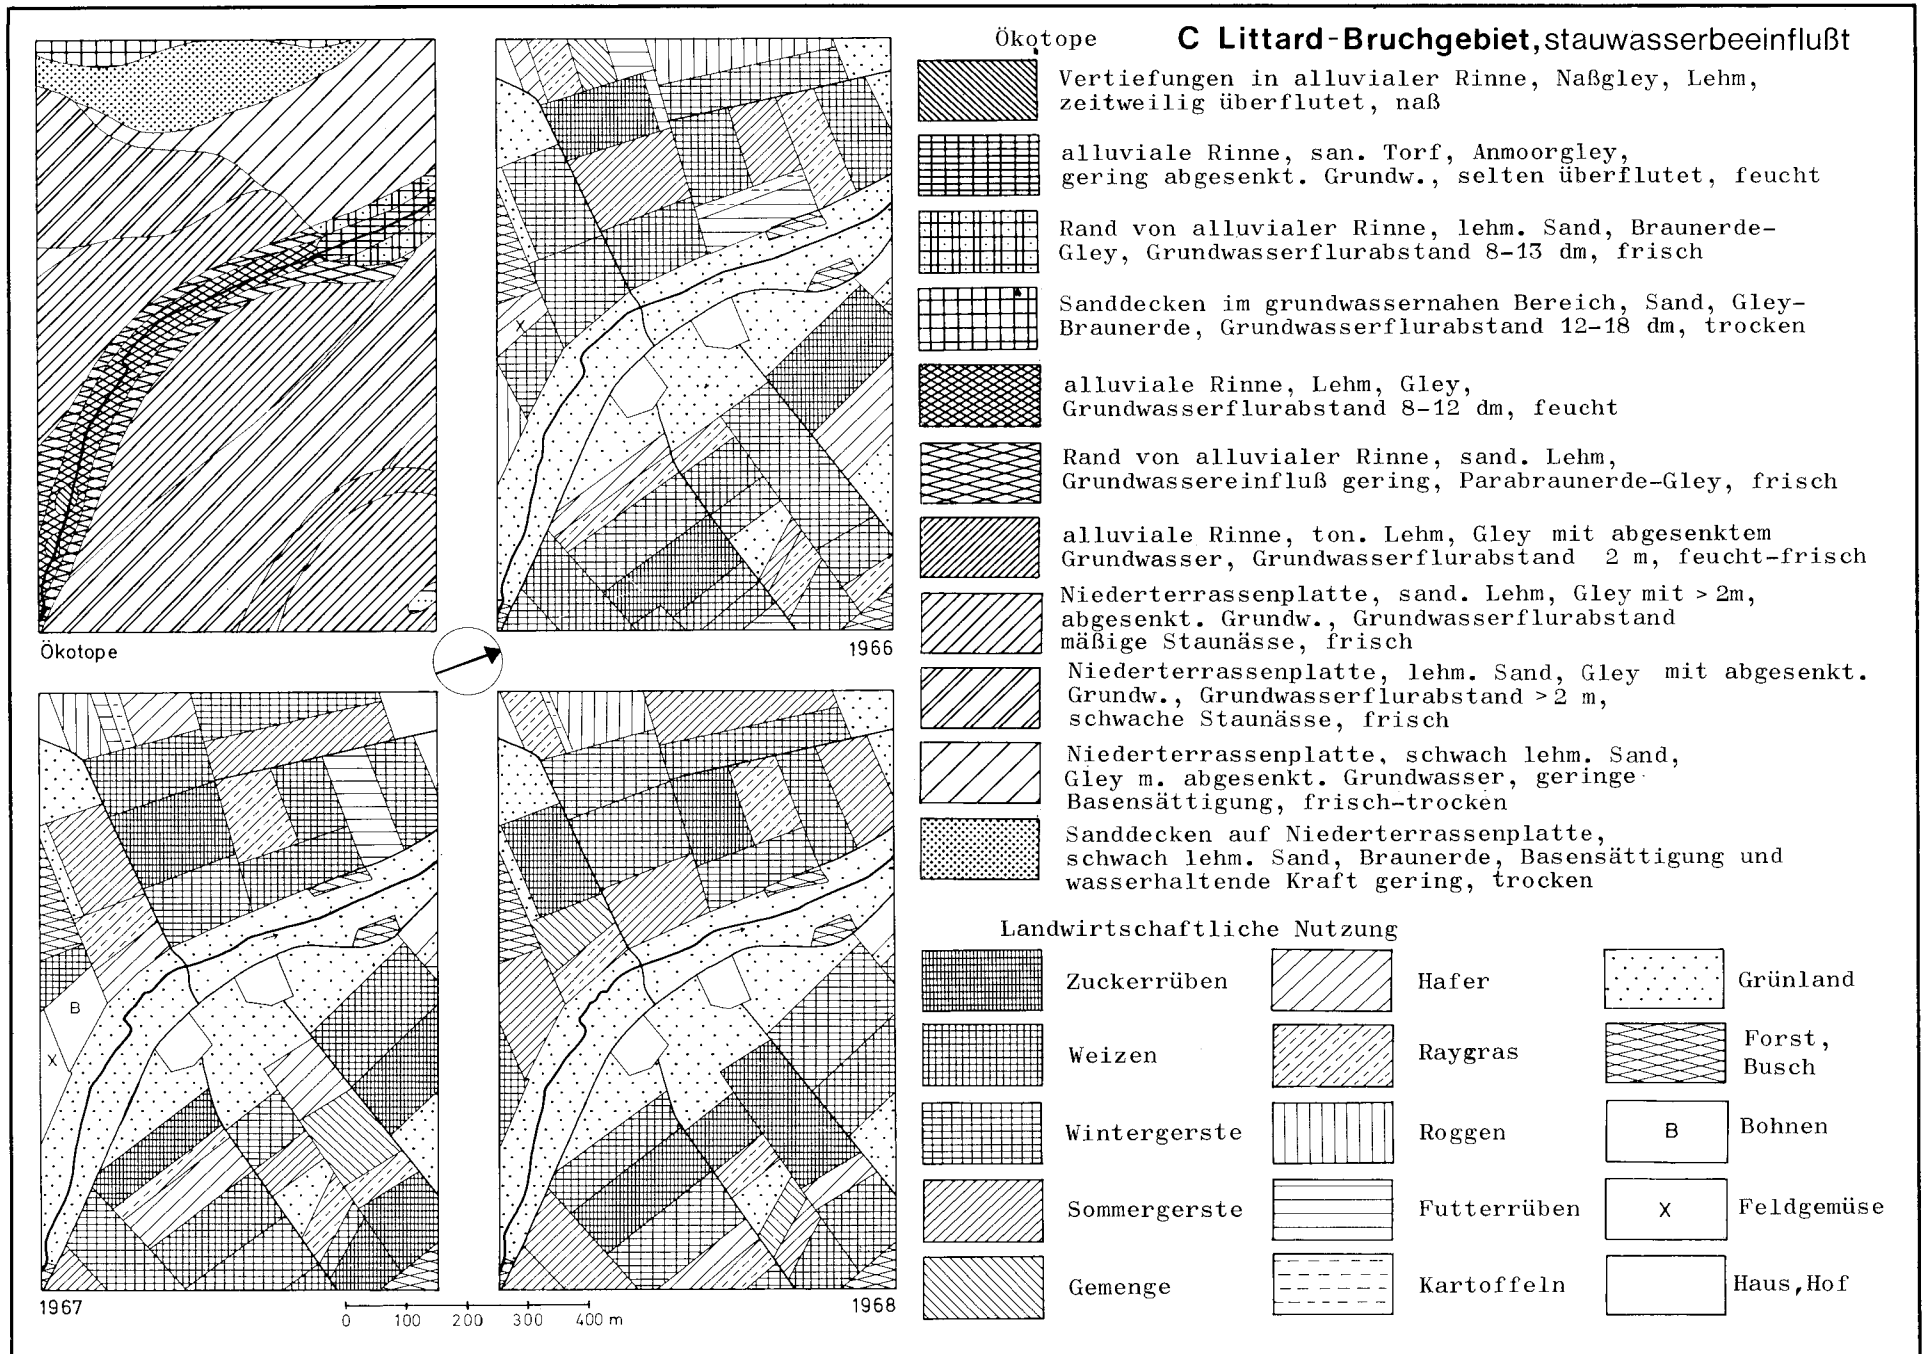 C Littard-Bruchgebiet, stauwasserbeeinflußt
Ökotope
Vertiefungen in alluvialer Rinne, Naßgley, Lehm,
zeitweilig überflutet, naß
alluviale Rinne, san. Torf, Anmoorgley,
gering abgesenkt. Grundw., selten überflutet, feucht
Rand von alluvialer Rinne, lehm. Sand, Braunerde-
Gley, Grundwasserflurabstand 8-13 dm, frisch
Sanddecken im grundwassernahen Bereich, Sand, Gley-
Braunerde, Grundwasserflurabstand 12-18 dm, trocken
alluviale Rinne, Lehm, Gley,
Grundwasserflurabstand 8-12 dm, feucht
Rand von alluvialer Rinne, sand. Lehm,
Grundwassereinfluß gering, Parabraunerde-Gley, frisch
alluviale Rinne, ton. Lehm, Gley mit abgesenktem
Grundwasser, Grundwasserflurabstand 2 m, feucht-frisch
Niederterrassenplatte, sand. Lehm, Gley mit > 2m,
abgesenkt. Grundw., Grundwasserflurabstand
mäßige Staunässe, frisch
Niederterrassenplatte, lehm. Sand, Gley mit abgesenkt.
Grundw., Grundwasserflurabstand > 2 m,
schwache Staunässe, frisch
Niederterrassenplatte, schwach lehm. Sand,
Gley m. abgesenkt. Grundwasser, geringe
Basensättigung, frisch-trocken
Sanddecken auf Niederterrassenplatte,
schwach lehm. Sand, Braunerde, Basensättigung und
wasserhaltende Kraft gering, trocken
Landwirtschaftliche Nutzung
Zuckerrüben
Weizen
Wintergerste
Sommergerste
Gemenge
Hafer
Raygras
Roggen
Futterrüben
Kartoffeln
Grünland
Forst,
Busch
B
Bohnen
X
Feldgemüse
Haus, Hof
Ökotope
X
1966
B
X
1967
1968
0 100 200 300 400 m